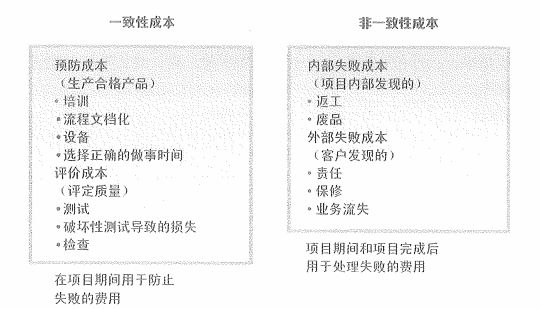 一致性成本
预防成本
（生产合格产品）
•培训
•流程文档化
•设备
•选择正确的做事时间
评价成本
（评定质量）
•测试
•破坏性测试导致的损失
•检查
在项目期间用于防止
失败的费用
非一致性成本
内部失败成本
（项目内部发现的）
•返工
•废品
外部失败成本
（客户发现的）
•责任
•保修
•业务流失
项目期间和项目完成后
用于处理失败的费用